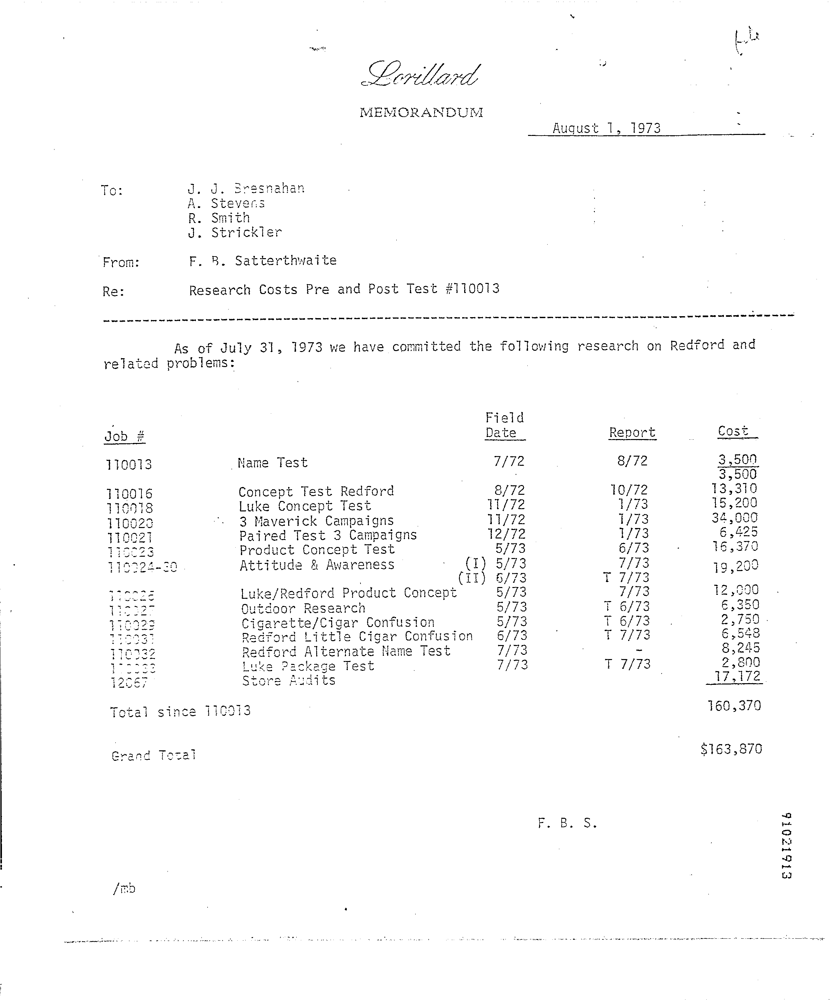 Lorillard
MEMORANDUM
August 1, 1973
To: J. J. Bresnahan
A. Stevens
R. Smith
J. Strickler
From: F. B. Satterthwaite
Re: Research Costs Pre and Post Test #110013
As of July 31, 1973 we have committed the following research on Redford and
related problems:
Field
Job # Date Report Cost
110013 Name Test 7/72 8/72 3,500
3,500
110016 Concept Test Redford 8/72 10/72 13,310
110018 Luke Concept Test 11/72 1/73 15,200
110020 3 Maverick Campaigns 11/72 1/73 34,000
110021 Paired Test 3 Campaigns 12/72 1/73 6,425
110023 Product Concept Test 5/73 6/73 16,370
110024-30 Attitude & Awareness (I) 5/73 7/73 19,200
(II) 6/73 T 7/73
Luke/Redford Product Concept 5/73 7/73 12,000
110027 Outdoor Research 5/73 T 6/73 6,350
110029 Cigarette/Cigar Confusion 5/73 T 6/73 2,750
110031 Redford Little Cigar Confusion 6/73 T 7/73 6,548
110032 Redford Alternate Name Test 7/73 - 8,245
Luke Package Test 7/73 T 7/73 2,800
12067 Store Audits 17,172
Total since 110013 160,370
Grand Total $163,870
F. B. S.
91021913
/mb